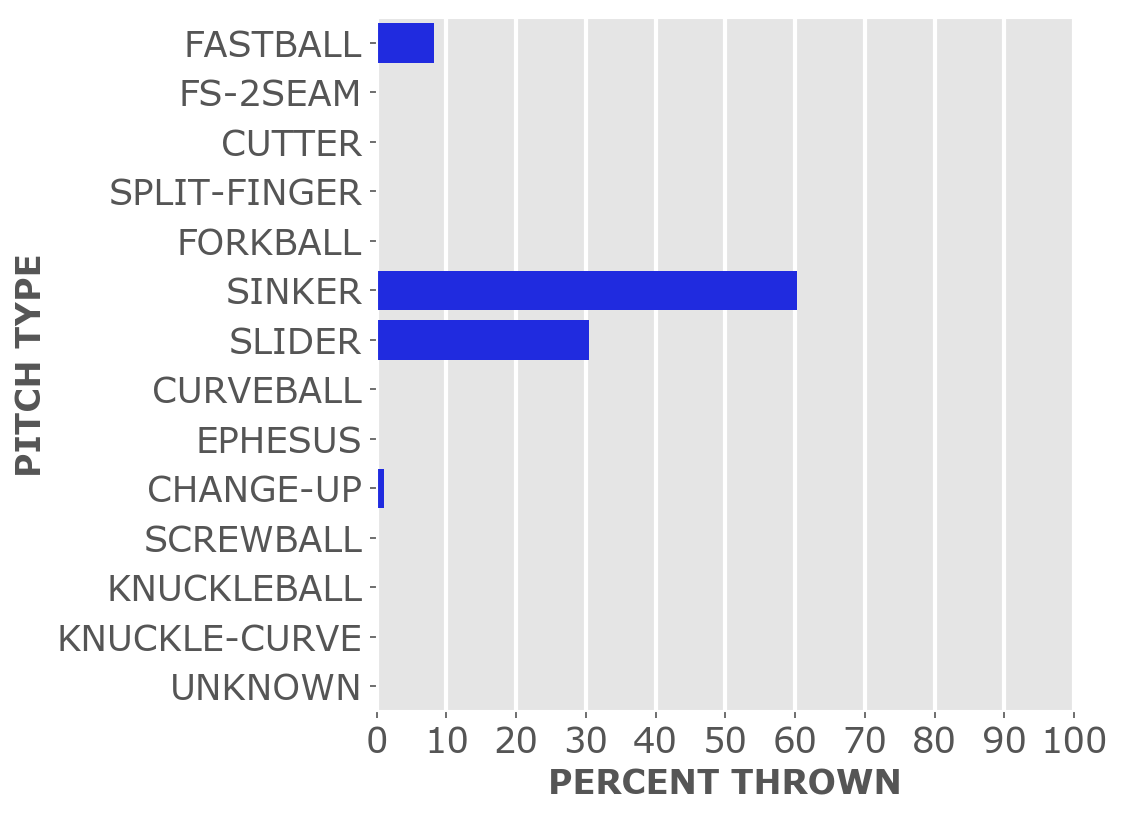 FASTBALL
FS-2SEAM
CUTTER
SPLIT-FINGER
FORKBALL
SINKER
SLIDER
CURVEBALL
EPHESUS
CHANGE-UP
SCREWBALL
KNUCKLEBALL
KNUCKLE-CURVE
UNKNOWN
PITCH TYPE
0 10 20 30 40 50 60 70 80 90 100
PERCENT THROWN